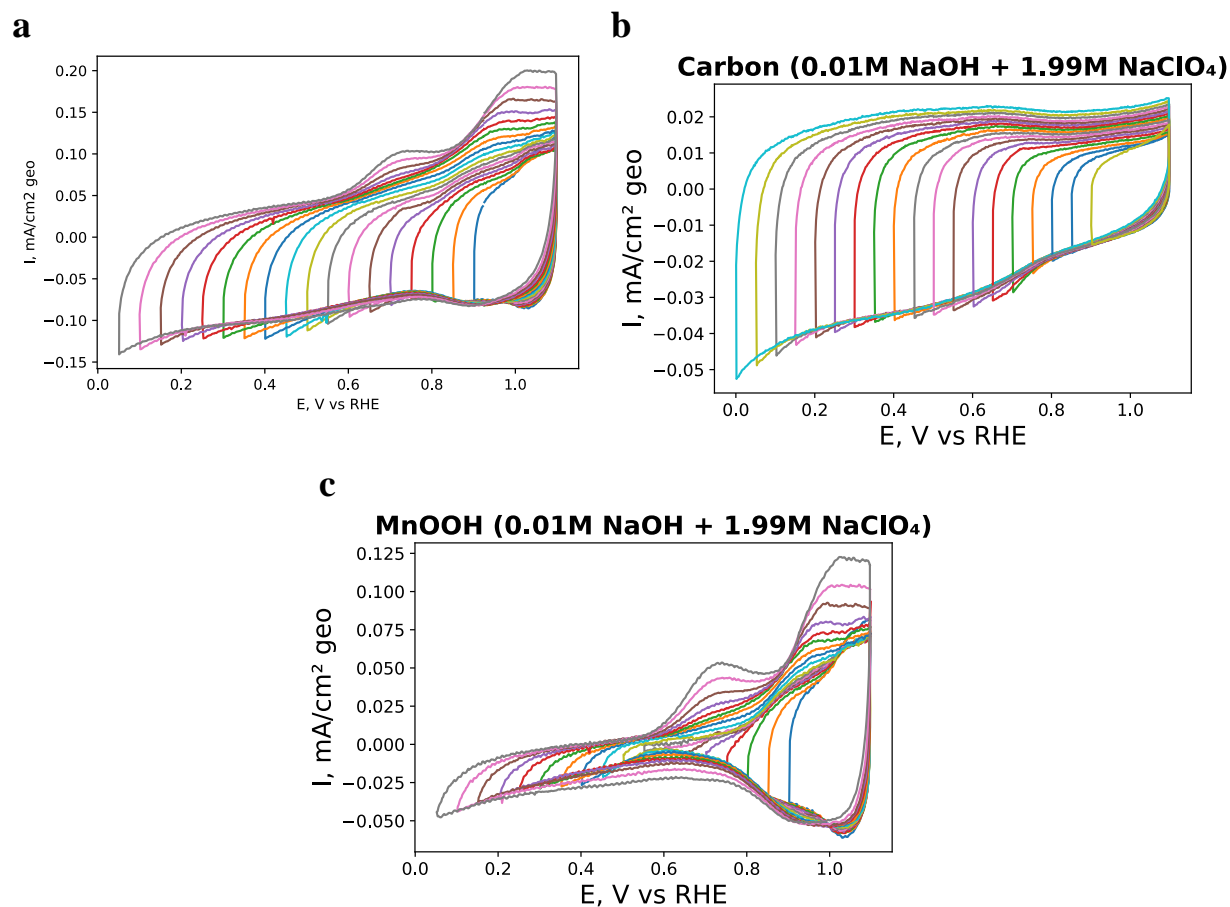 a
0.20
0.15
0.10
0.05
0.00
−0.05
−0.10
−0.15
I, mA/cm2 geo
0.0 0.2 0.4 0.6 0.8 1.0
E, V vs RHE
b
Carbon (0.01M NaOH + 1.99M NaClO₄)
0.02
0.01
0.00
−0.01
−0.02
−0.03
−0.04
−0.05
I, mA/cm² geo
0.0 0.2 0.4 0.6 0.8 1.0
E, V vs RHE
c
MnOOH (0.01M NaOH + 1.99M NaClO₄)
0.125
0.100
0.075
0.050
0.025
0.000
−0.025
−0.050
I, mA/cm² geo
0.0 0.2 0.4 0.6 0.8 1.0
E, V vs RHE